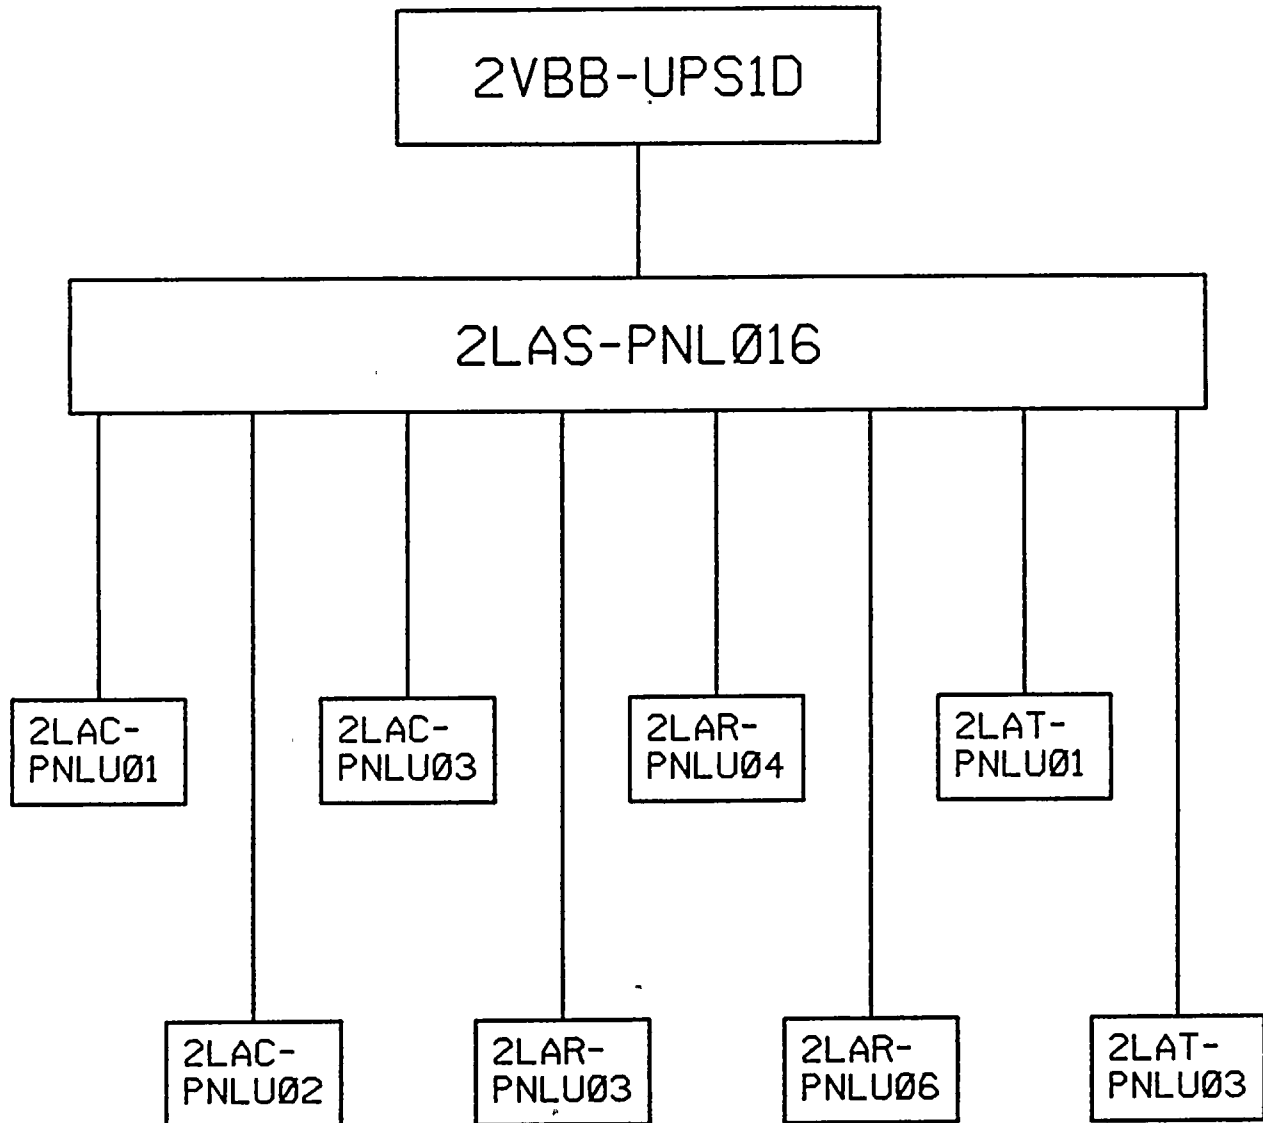 2VBB-UPS1D
2LAS-PNLØ16
2LAC-
PNLUØ1
2LAC-
PNLUØ3
2LAR-
PNLUØ4
2LAT-
PNLUØ1
2LAC-
PNLUØ2
2LAR-
PNLUØ3
2LAR-
PNLUØ6
2LAT-
PNLUØ3